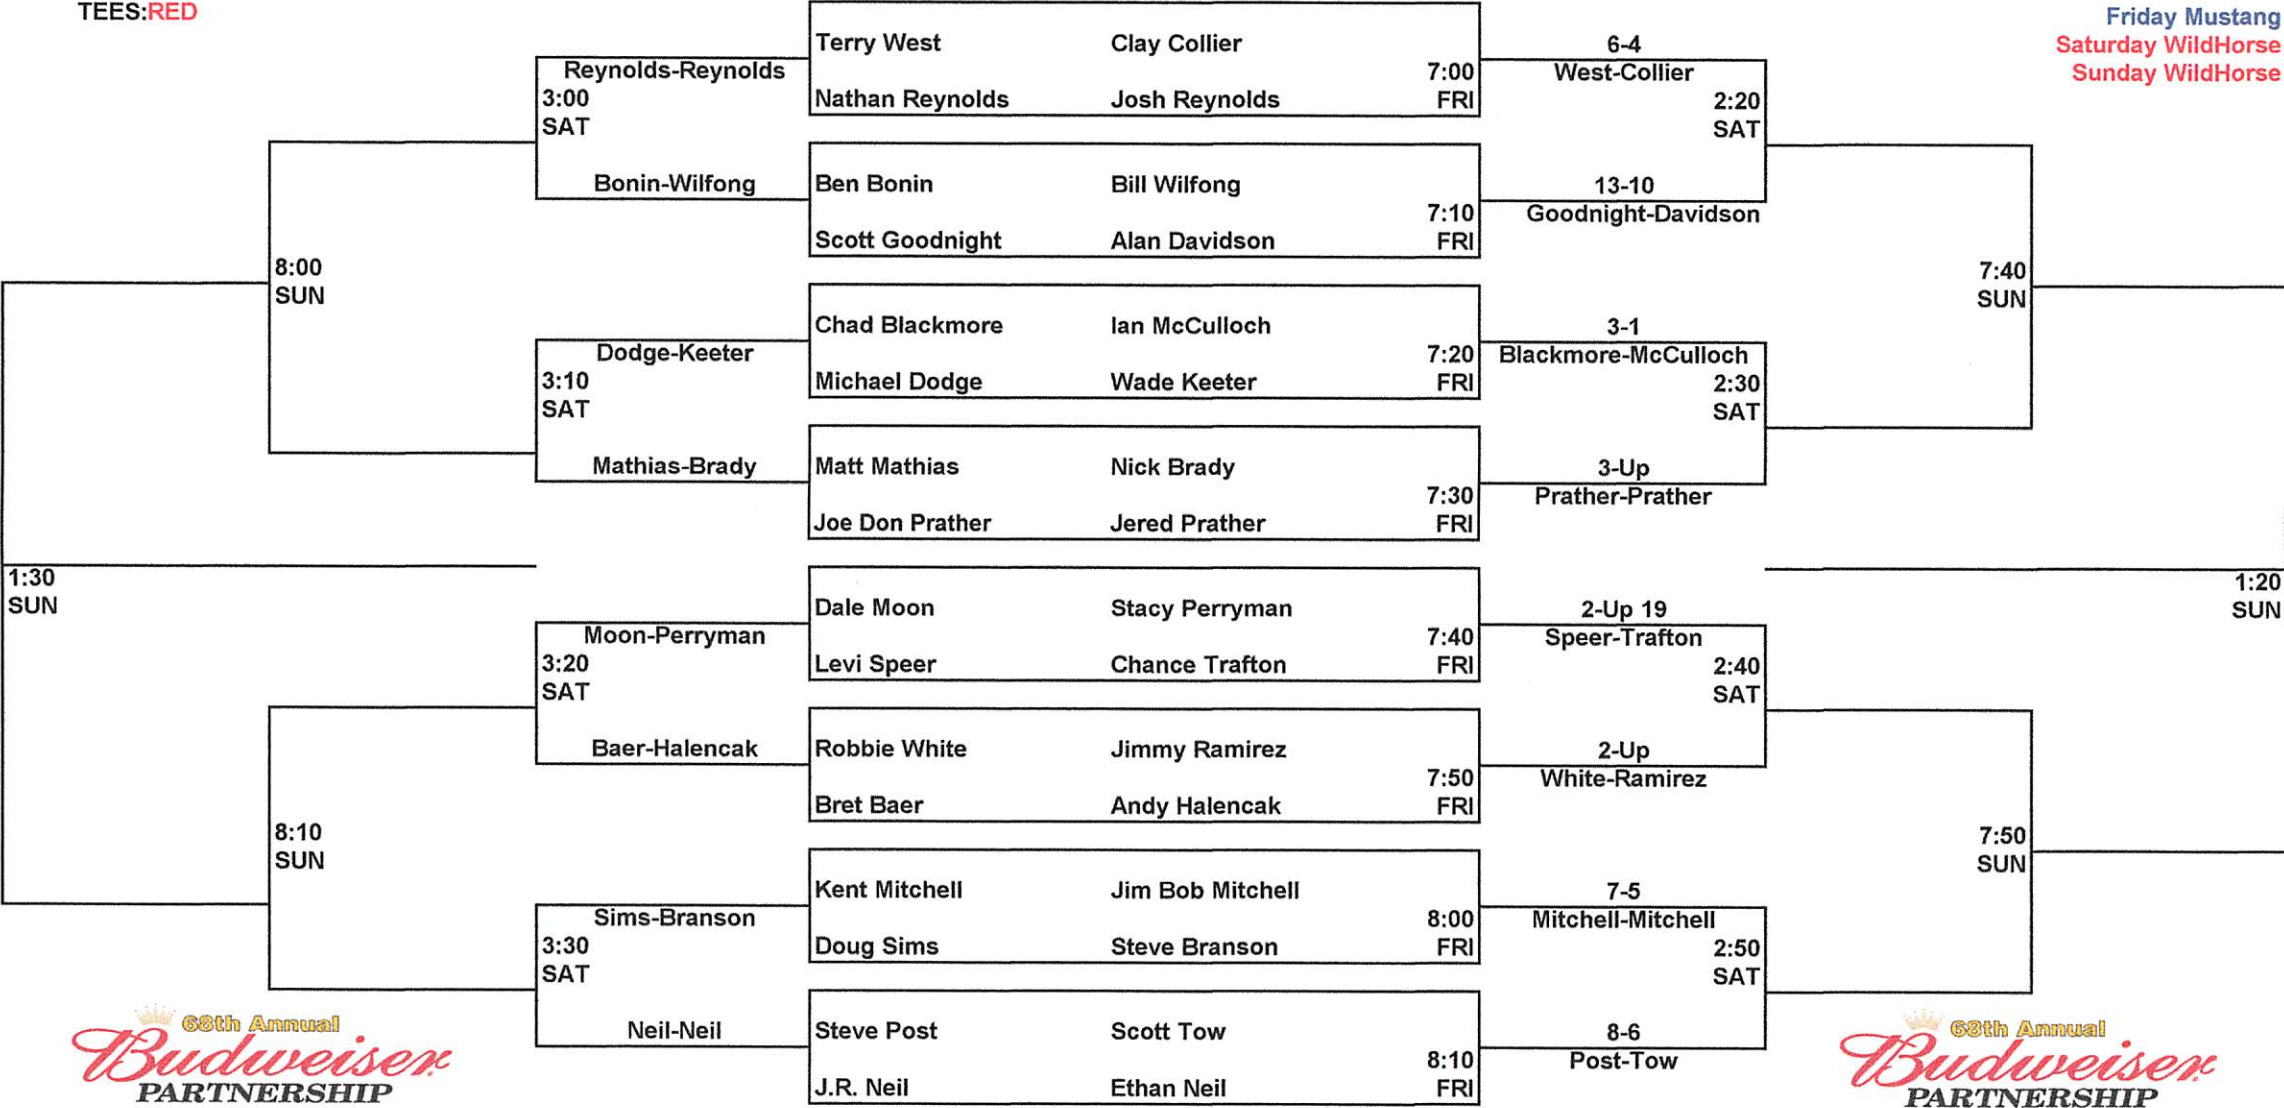 TEES:RED
Friday Mustang
Saturday WildHorse
Sunday WildHorse
Terry West Clay Collier
7:00
Nathan Reynolds Josh Reynolds FRI
Ben Bonin Bill Wilfong
7:10
Scott Goodnight Alan Davidson FRI
Chad Blackmore Ian McCulloch
7:20
Michael Dodge Wade Keeter FRI
Matt Mathias Nick Brady
7:30
Joe Don Prather Jered Prather FRI
Dale Moon Stacy Perryman
7:40
Levi Speer Chance Trafton FRI
Robbie White Jimmy Ramirez
7:50
Bret Baer Andy Halencak FRI
Kent Mitchell Jim Bob Mitchell
8:00
Doug Sims Steve Branson FRI
Steve Post Scott Tow
8:10
J.R. Neil Ethan Neil FRI
Reynolds-Reynolds
3:00
SAT
Bonin-Wilfong
8:00
SUN
Dodge-Keeter
3:10
SAT
Mathias-Brady
1:30
SUN
Moon-Perryman
3:20
SAT
Baer-Halencak
8:10
SUN
Sims-Branson
3:30
SAT
Neil-Neil
6-4
West-Collier
2:20
SAT
13-10
Goodnight-Davidson
7:40
SUN
3-1
Blackmore-McCulloch
2:30
SAT
3-Up
Prather-Prather
1:20
SUN
2-Up 19
Speer-Trafton
2:40
SAT
2-Up
White-Ramirez
7:50
SUN
7-5
Mitchell-Mitchell
2:50
SAT
8-6
Post-Tow
68th Annual
Budweiser
PARTNERSHIP
68th Annual
Budweiser
PARTNERSHIP